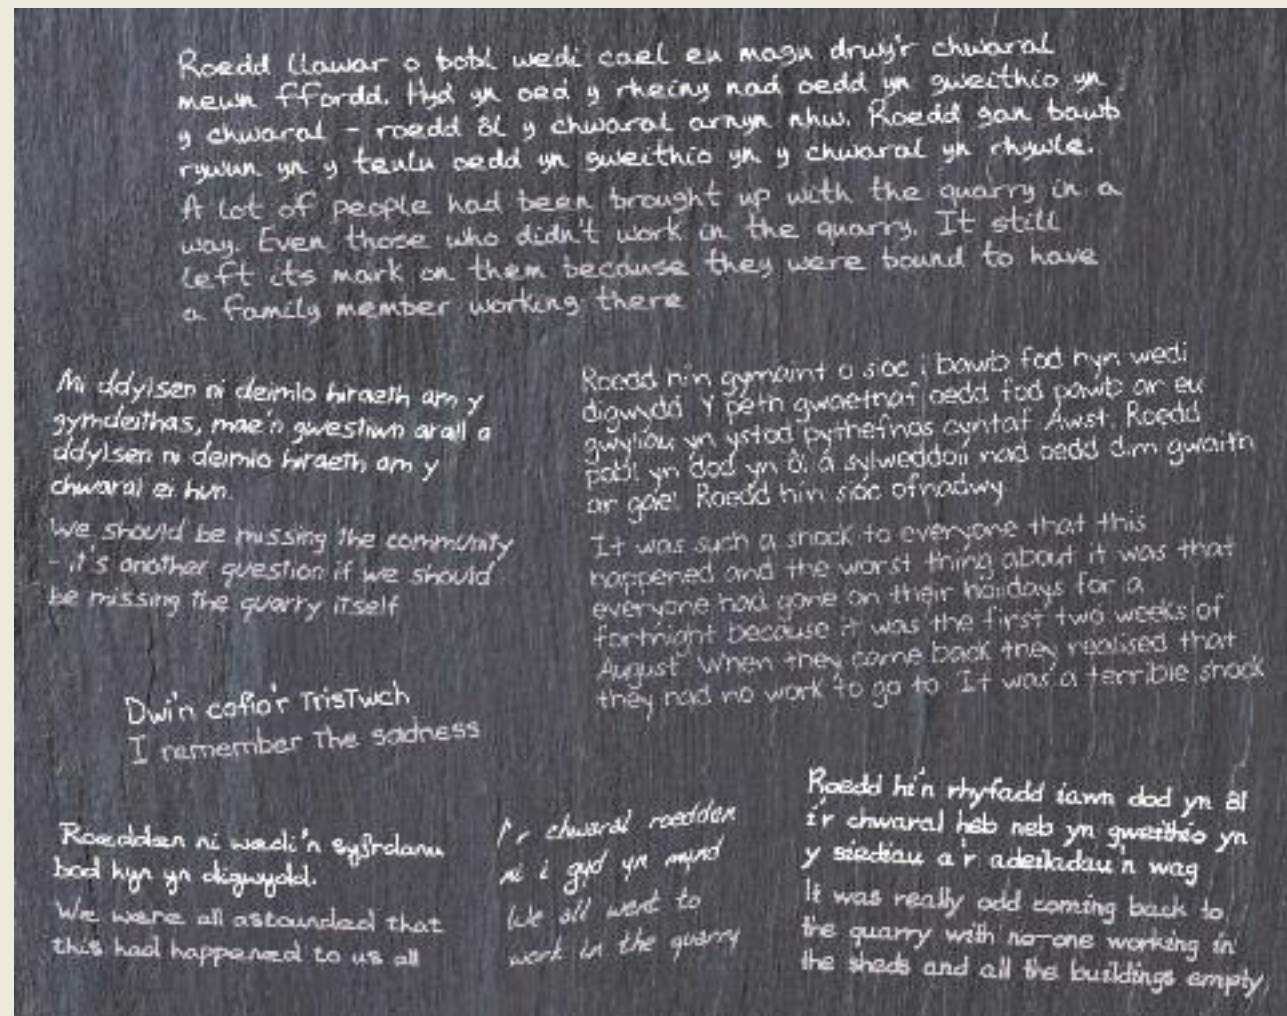 Roedd llawar o bobl wedi cael eu magu drwy'r chwaral
mewn ffordd. Hyd yn oed y rheiny nad oedd yn gweithio yn
y chwaral - roedd ôl y chwaral arnyn nhw. Roedd gan bawb
rywun yn y teulu oedd yn gweithio yn y chwaral yn rhywle.
A lot of people had been brought up with the quarry in a
way. Even those who didn't work in the quarry. It still
left its mark on them because they were bound to have
a family member working there
Mi ddylsen ni deimlo hiraeth am y
gymdeithas, mae'n gwestiwn arall a
ddylsen ni deimlo hiraeth am y
chwaral ei hun.
We should be missing the community
- it's another question if we should
be missing the quarry itself
Roedd hi'n gymaint o sioc i bawb fod hyn wedi
digwydd. Y peth gwaethaf oedd fod pawb ar eu
gwyliau yn ystod pythefnos cyntaf Awst. Roedd
pobl yn dod yn ôl a sylweddoli nad oedd dim gwaith
ar gael. Roedd hi'n sioc ofnadwy
It was such a shock to everyone that this
happened and the worst thing about it was that
everyone had gone on their holidays for a
fortnight because it was the first two weeks of
August. When they came back they realised that
they had no work to go to. It was a terrible shock
Dwi'n cofio'r Tristwch
I remember The sadness
Roeddan ni wedi'n syfrdanu
bod hyn yn digwydd.
We were all astounded that
this had happened to us all
I'r chwaral roedden
ni i gyd yn mynd
We all went to
work in the quarry
Roedd hi'n rhyfadd iawn dod yn ôl
i'r chwaral heb neb yn gweithio yn
y siediau a'r adeiladau'n wag
It was really odd coming back to
the quarry with no-one working in
the sheds and all the buildings empty